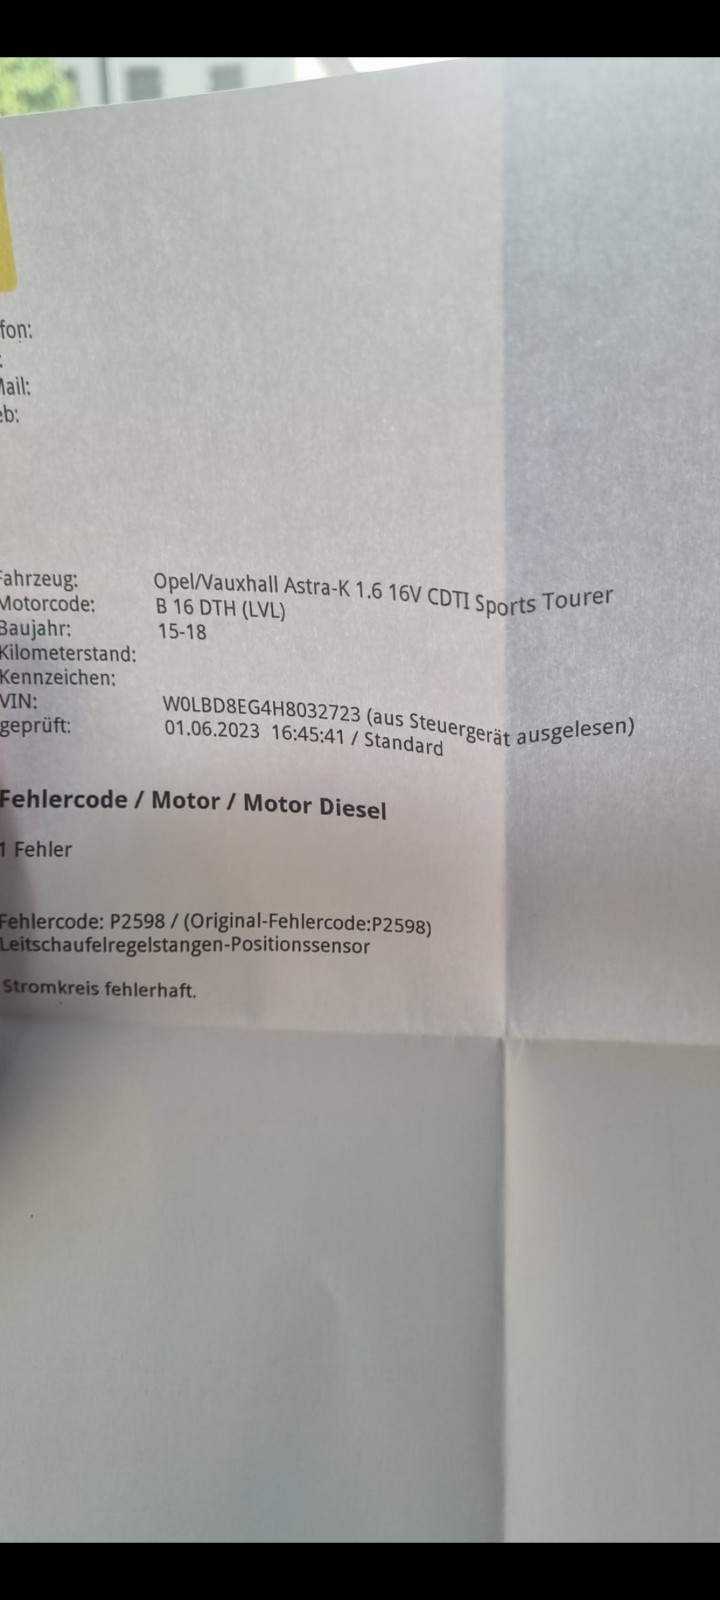 fon:
:
Mail:
eb:
Fahrzeug: Opel/Vauxhall Astra-K 1.6 16V CDTI Sports Tourer
Motorcode: B 16 DTH (LVL)
Baujahr: 15-18
Kilometerstand:
Kennzeichen:
VIN: W0LBD8EG4H8032723 (aus Steuergerät ausgelesen)
geprüft: 01.06.2023 16:45:41 / Standard
Fehlercode / Motor / Motor Diesel
1 Fehler
Fehlercode: P2598 / (Original-Fehlercode:P2598)
Leitschaufelregelstangen-Positionssensor
Stromkreis fehlerhaft.